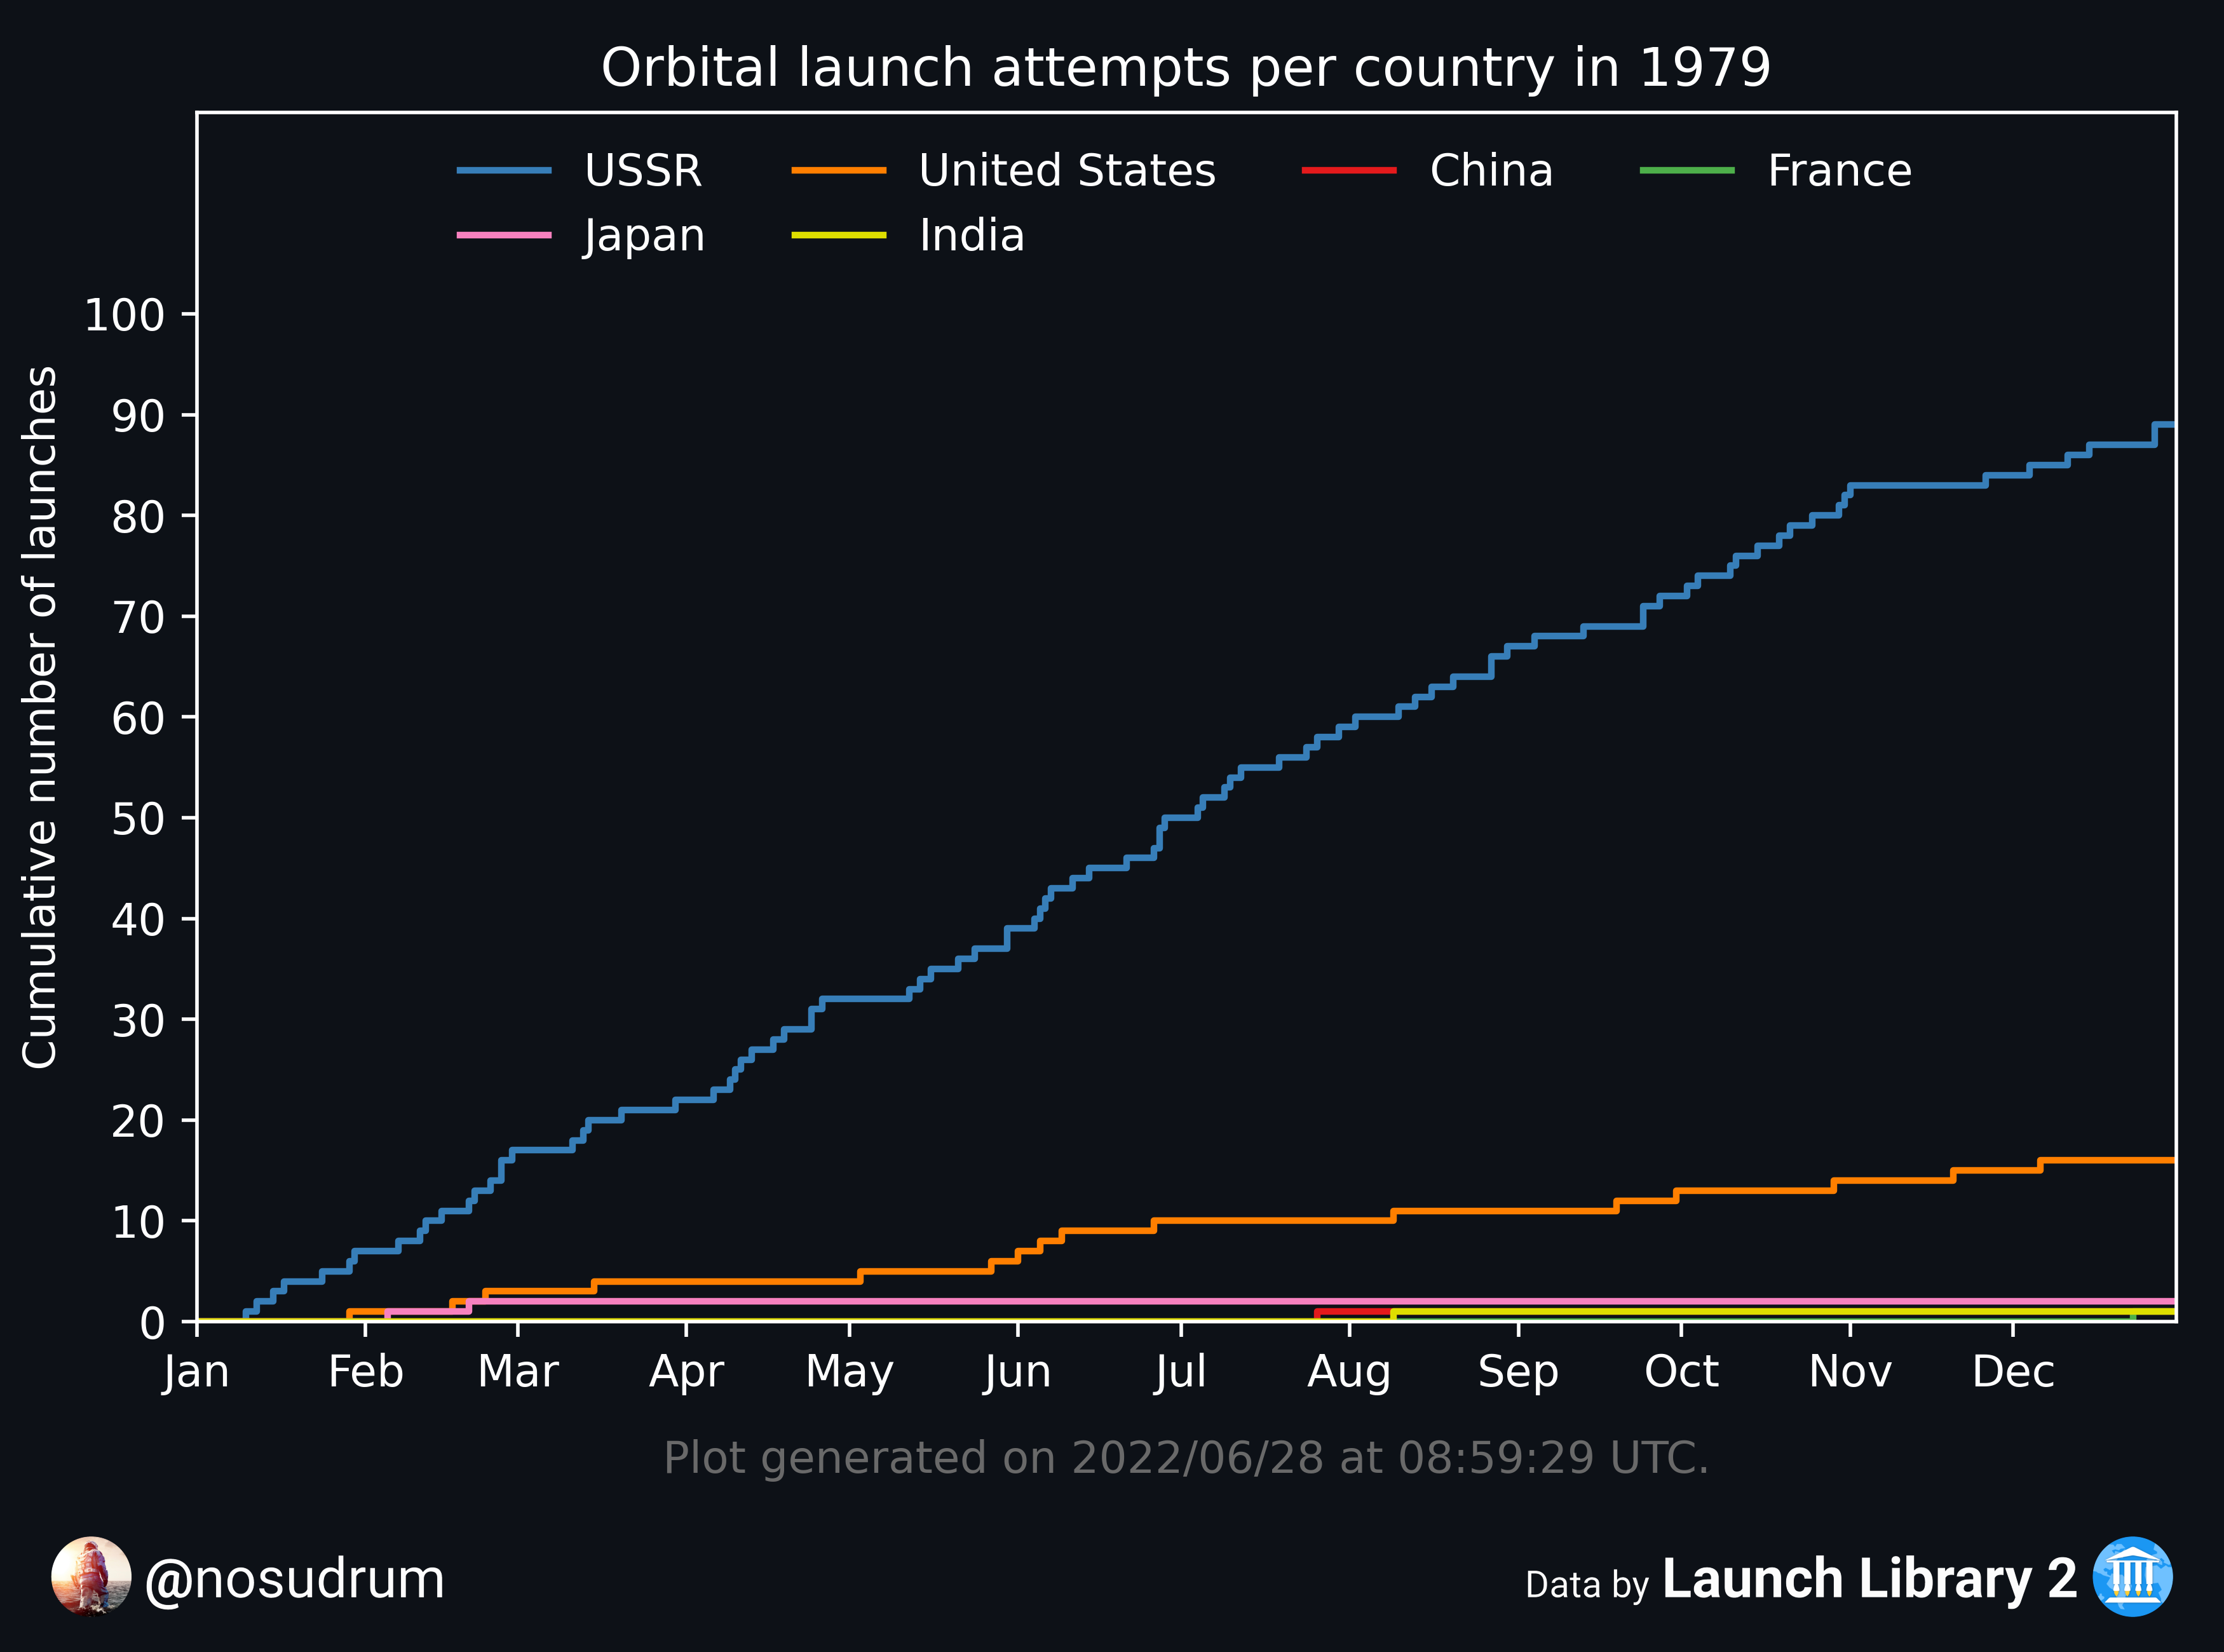 Orbital launch attempts per country in 1979
USSR United States China France
Japan India
Cumulative number of launches
100
90
80
70
60
50
40
30
20
10
0
Jan Feb Mar Apr May Jun Jul Aug Sep Oct Nov Dec
Plot generated on 2022/06/28 at 08:59:29 UTC.
@nosudrum
Data by Launch Library 2